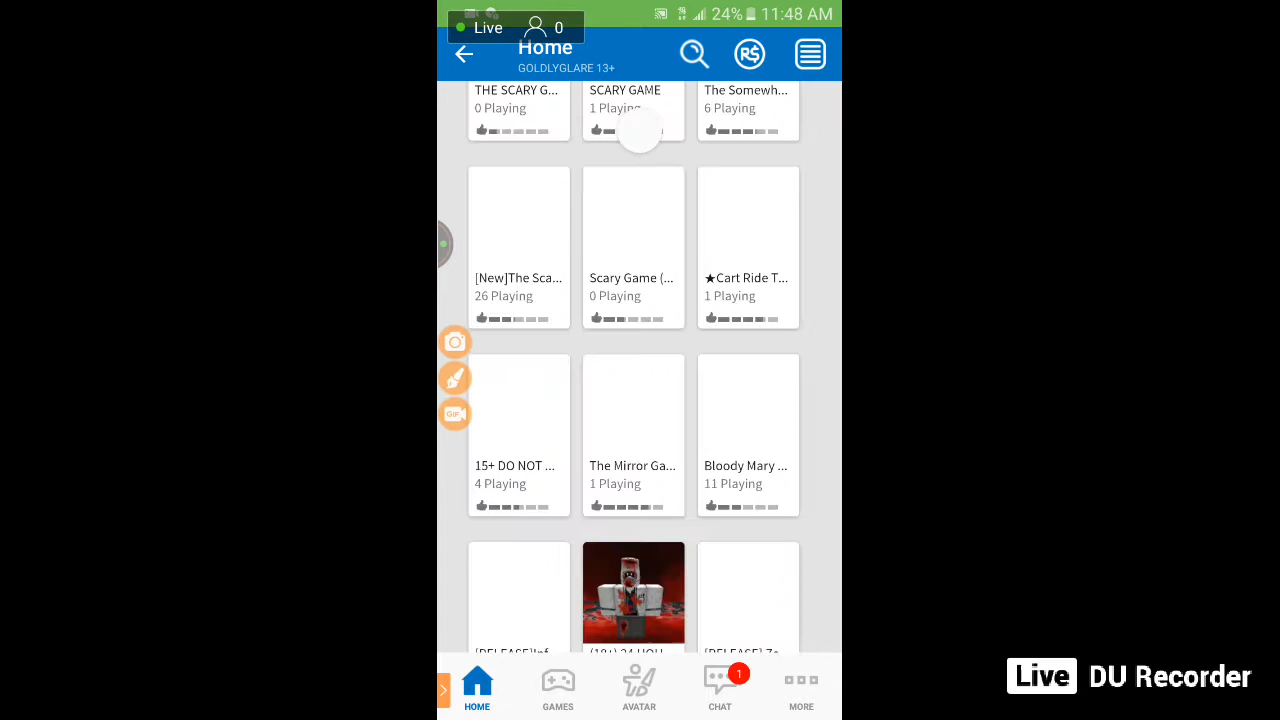 Live 0
24% 11:48 AM
Home
GOLDLYGLARE 13+
R$
THE SCARY G... SCARY GAME The Somewh...
0 Playing 1 Playing 6 Playing
[New]The Sca... Scary Game (... ★Cart Ride T...
26 Playing 0 Playing 1 Playing
15+ DO NOT ... The Mirror Ga... Bloody Mary ...
4 Playing 1 Playing 11 Playing
GIF
1
HOME GAMES AVATAR CHAT MORE
Live DU Recorder